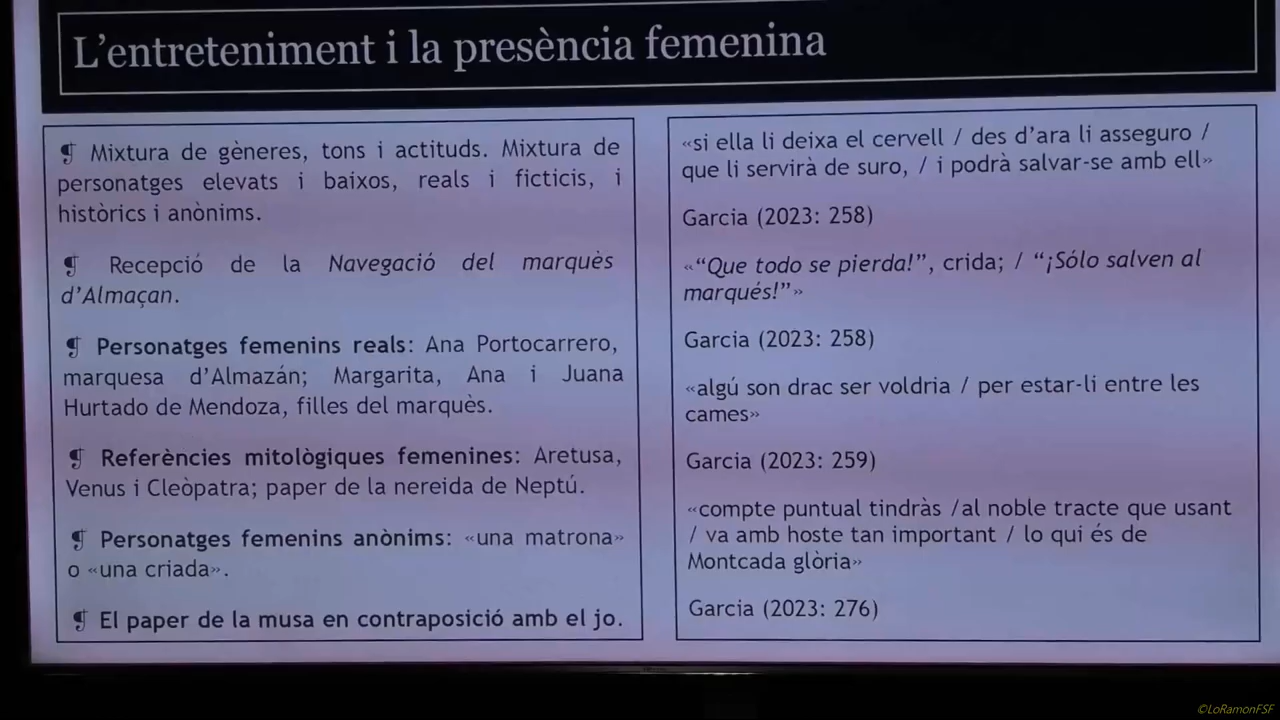 L'entreteniment i la presència femenina
¶ Mixtura de gèneres, tons i actituds. Mixtura de
personatges elevats i baixos, reals i ficticis, i
històrics i anònims.
¶ Recepció de la Navegació del marquès
d'Almaçan.
¶ Personatges femenins reals: Ana Portocarrero,
marquesa d'Almazán; Margarita, Ana i Juana
Hurtado de Mendoza, filles del marquès.
¶ Referències mitològiques femenines: Aretusa,
Venus i Cleòpatra; paper de la nereida de Neptú.
¶ Personatges femenins anònims: «una matrona»
o «una criada».
¶ El paper de la musa en contraposició amb el jo.
«si ella li deixa el cervell / des d'ara li asseguro /
que li servirà de suro, / i podrà salvar-se amb ell»
Garcia (2023: 258)
«“Que todo se pierda!”, crida; / “¡Sólo salven al
marqués!”»
Garcia (2023: 258)
«algú son drac ser voldria / per estar-li entre les
cames»
Garcia (2023: 259)
«compte puntual tindràs /al noble tracte que usant
/ va amb hoste tan important / lo qui és de
Montcada glòria»
Garcia (2023: 276)
©LoRamonFSF